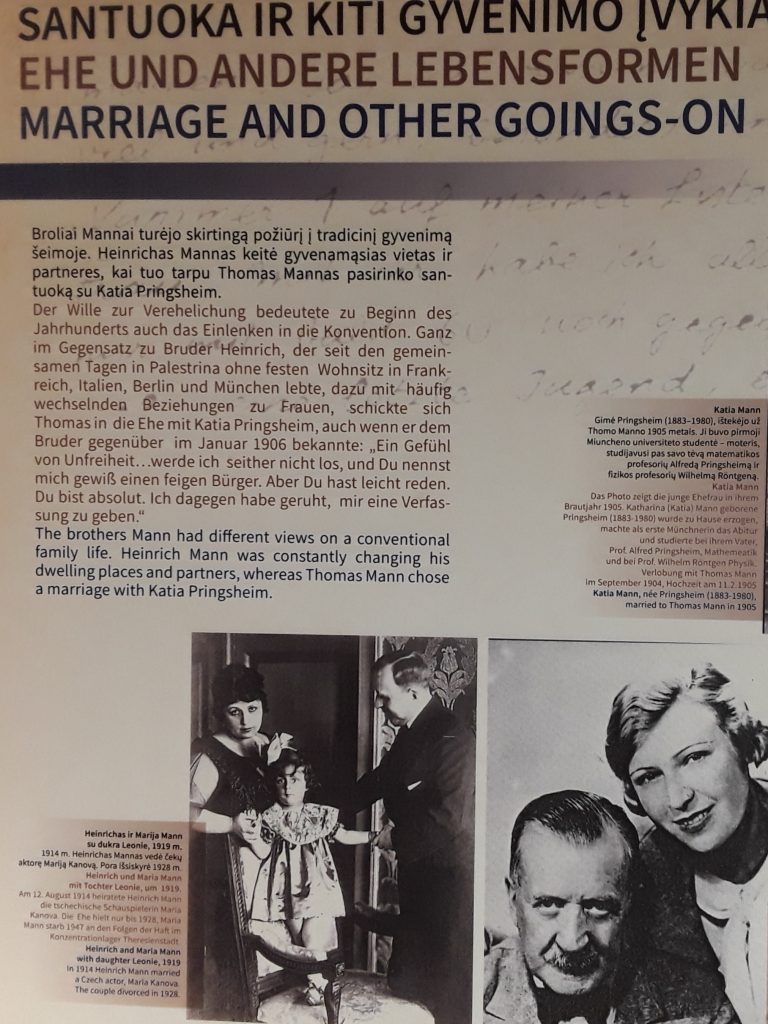 SANTUOKA IR KITI GYVENIMO ĮVYKIA
EHE UND ANDERE LEBENSFORMEN
MARRIAGE AND OTHER GOINGS-ON
Broliai Mannai turėjo skirtingą požiūrį į tradicinį gyvenimą
šeimoje. Heinrichas Mannas keitė gyvenamąsias vietas ir
partneres, kai tuo tarpu Thomas Mannas pasirinko san-
tuoką su Katia Pringsheim.
Der Wille zur Verehelichung bedeutete zu Beginn des
Jahrhunderts auch das Einlenken in die Konvention. Ganz
im Gegensatz zu Bruder Heinrich, der seit den gemein-
samen Tagen in Palestrina ohne festen Wohnsitz in Frank-
reich, Italien, Berlin und München lebte, dazu mit häufig
wechselnden Beziehungen zu Frauen, schickte sich
Thomas in die Ehe mit Katia Pringsheim, auch wenn er dem
Bruder gegenüber im Januar 1906 bekannte: „Ein Gefühl
von Unfreiheit...werde ich seither nicht los, und Du nennst
mich gewiß einen feigen Bürger. Aber Du hast leicht reden.
Du bist absolut. Ich dagegen habe geruht, mir eine Verfas-
sung zu geben.“
The brothers Mann had different views on a conventional
family life. Heinrich Mann was constantly changing his
dwelling places and partners, whereas Thomas Mann chose
a marriage with Katia Pringsheim.
Katia Mann
Gimė Pringsheim (1883–1980), ištekėjo už
Thomo Manno 1905 metais. Ji buvo pirmoji
Miuncheno universiteto studentė – moteris,
studijavusi pas savo tėvą matematikos
profesorių Alfredą Pringsheimą ir
fizikos profesorių Wilhelmą Röntgeną.
Katia Mann
Das Photo zeigt die junge Ehefrau in ihrem
Brautjahr 1905. Katharina (Katia) Mann geborene
Pringsheim (1883-1980) wurde zu Hause erzogen,
machte als erste Münchnerin das Abitur
und studierte bei ihrem Vater,
Prof. Alfred Pringsheim, Mathemeatik
und bei Prof. Wilhelm Röntgen Physik.
Verlobung mit Thomas Mann
im September 1904, Hochzeit am 11.2.1905
Katia Mann, née Pringsheim (1883-1980),
married to Thomas Mann in 1905
Heinrichas ir Marija Mann
su dukra Leonie, 1919 m.
1914 m. Heinrichas Mannas vedė čekų
aktorę Mariją Kanovą. Pora išsiskyrė 1928 m.
Heinrich und Maria Mann
mit Tochter Leonie, um 1919.
Am 12. August 1914 heiratete Heinrich Mann
die tschechische Schauspielerin Maria
Kanova. Die Ehe hielt nur bis 1928, Maria
Mann starb 1947 an den Folgen der Haft im
Konzentrationlager Theresienstadt.
Heinrich and Maria Mann
with daughter Leonie, 1919
In 1914 Heinrich Mann married
a Czech actor, Maria Kanova.
The couple divorced in 1928.